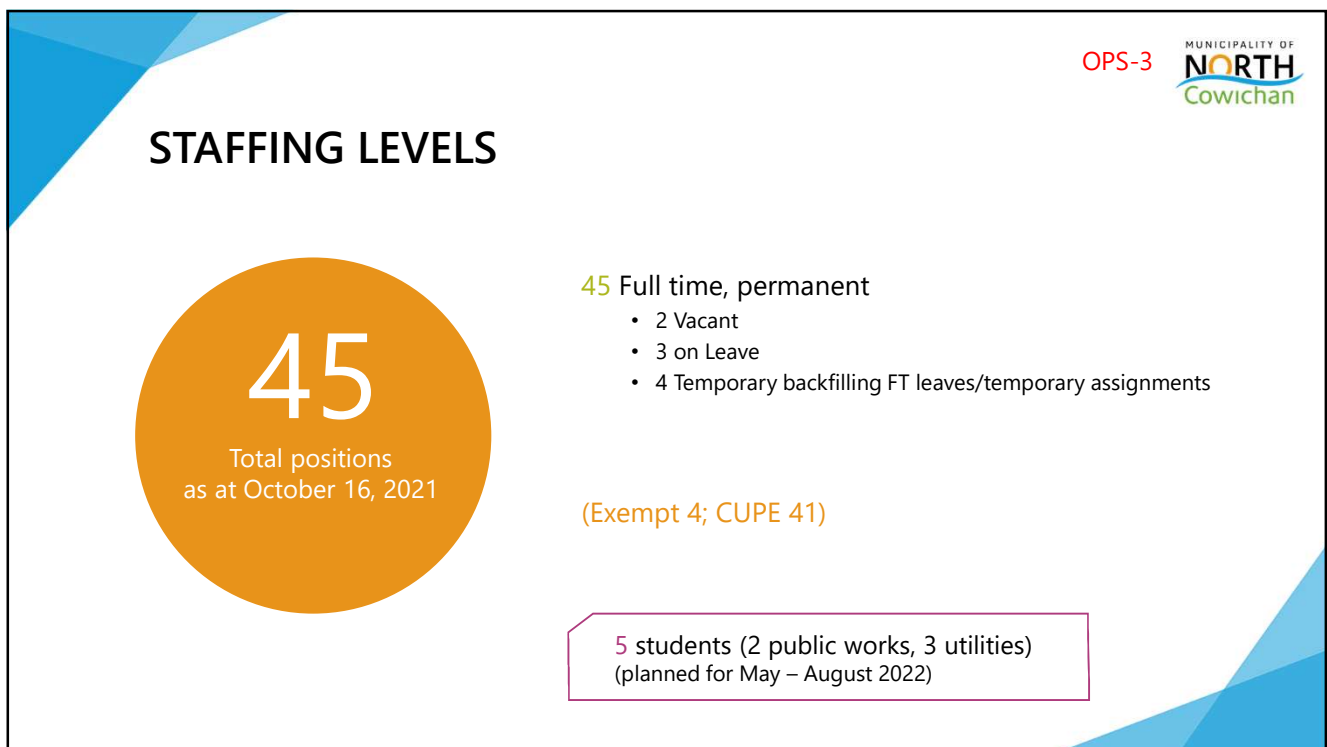 OPS-3
MUNICIPALITY OF
NORTH
Cowichan
STAFFING LEVELS
45
Total positions
as at October 16, 2021
45 Full time, permanent
• 2 Vacant
• 3 on Leave
• 4 Temporary backfilling FT leaves/temporary assignments
(Exempt 4; CUPE 41)
5 students (2 public works, 3 utilities)
(planned for May – August 2022)